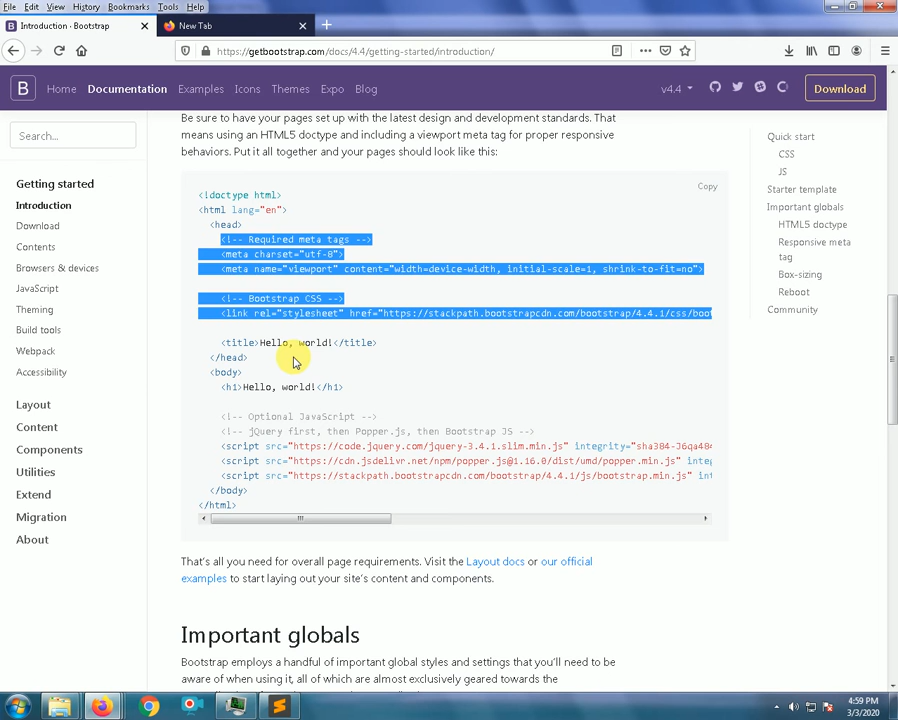 File Edit View History Bookmarks Tools Help
Introduction · Bootstrap
New Tab
https://getbootstrap.com/docs/4.4/getting-started/introduction/
B Home Documentation Examples Icons Themes Expo Blog v4.4 Download
Search...
Getting started
Introduction
Download
Contents
Browsers & devices
JavaScript
Theming
Build tools
Webpack
Accessibility
Layout
Content
Components
Utilities
Extend
Migration
About
Be sure to have your pages set up with the latest design and development standards. That
means using an HTML5 doctype and including a viewport meta tag for proper responsive
behaviors. Put it all together and your pages should look like this:
Copy
<!doctype html>
<html lang="en">
<head>
<!-- Required meta tags -->
<meta charset="utf-8">
<meta name="viewport" content="width=device-width, initial-scale=1, shrink-to-fit=no">
<!-- Bootstrap CSS -->
<link rel="stylesheet" href="https://stackpath.bootstrapcdn.com/bootstrap/4.4.1/css/boot
<title>Hello, world!</title>
</head>
<body>
<h1>Hello, world!</h1>
<!-- Optional JavaScript -->
<!-- jQuery first, then Popper.js, then Bootstrap JS -->
<script src="https://code.jquery.com/jquery-3.4.1.slim.min.js" integrity="sha384-J6qa484
<script src="https://cdn.jsdelivr.net/npm/popper.js@1.16.0/dist/umd/popper.min.js" integ
<script src="https://stackpath.bootstrapcdn.com/bootstrap/4.4.1/js/bootstrap.min.js" int
</body>
</html>
That's all you need for overall page requirements. Visit the Layout docs or our official
examples to start laying out your site's content and components.
Important globals
Bootstrap employs a handful of important global styles and settings that you'll need to be
aware of when using it, all of which are almost exclusively geared towards the
Quick start
CSS
JS
Starter template
Important globals
HTML5 doctype
Responsive meta
tag
Box-sizing
Reboot
Community
4:59 PM
3/3/2020